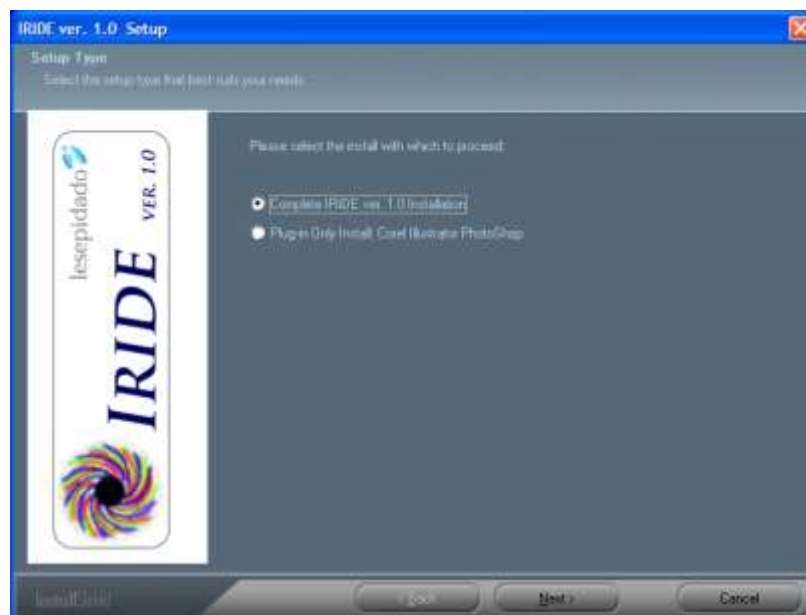 IRIDE ver. 1.0 Setup
Setup Type
Select the setup type that best suits your needs.
Please select the install with which to proceed.
Complete IRIDE ver. 1.0 Installation
Plug-in Only Install: Corel Illustrator PhotoShop
lesepidado
IRIDE VER. 1.0
InstallShield
< Back
Next >
Cancel